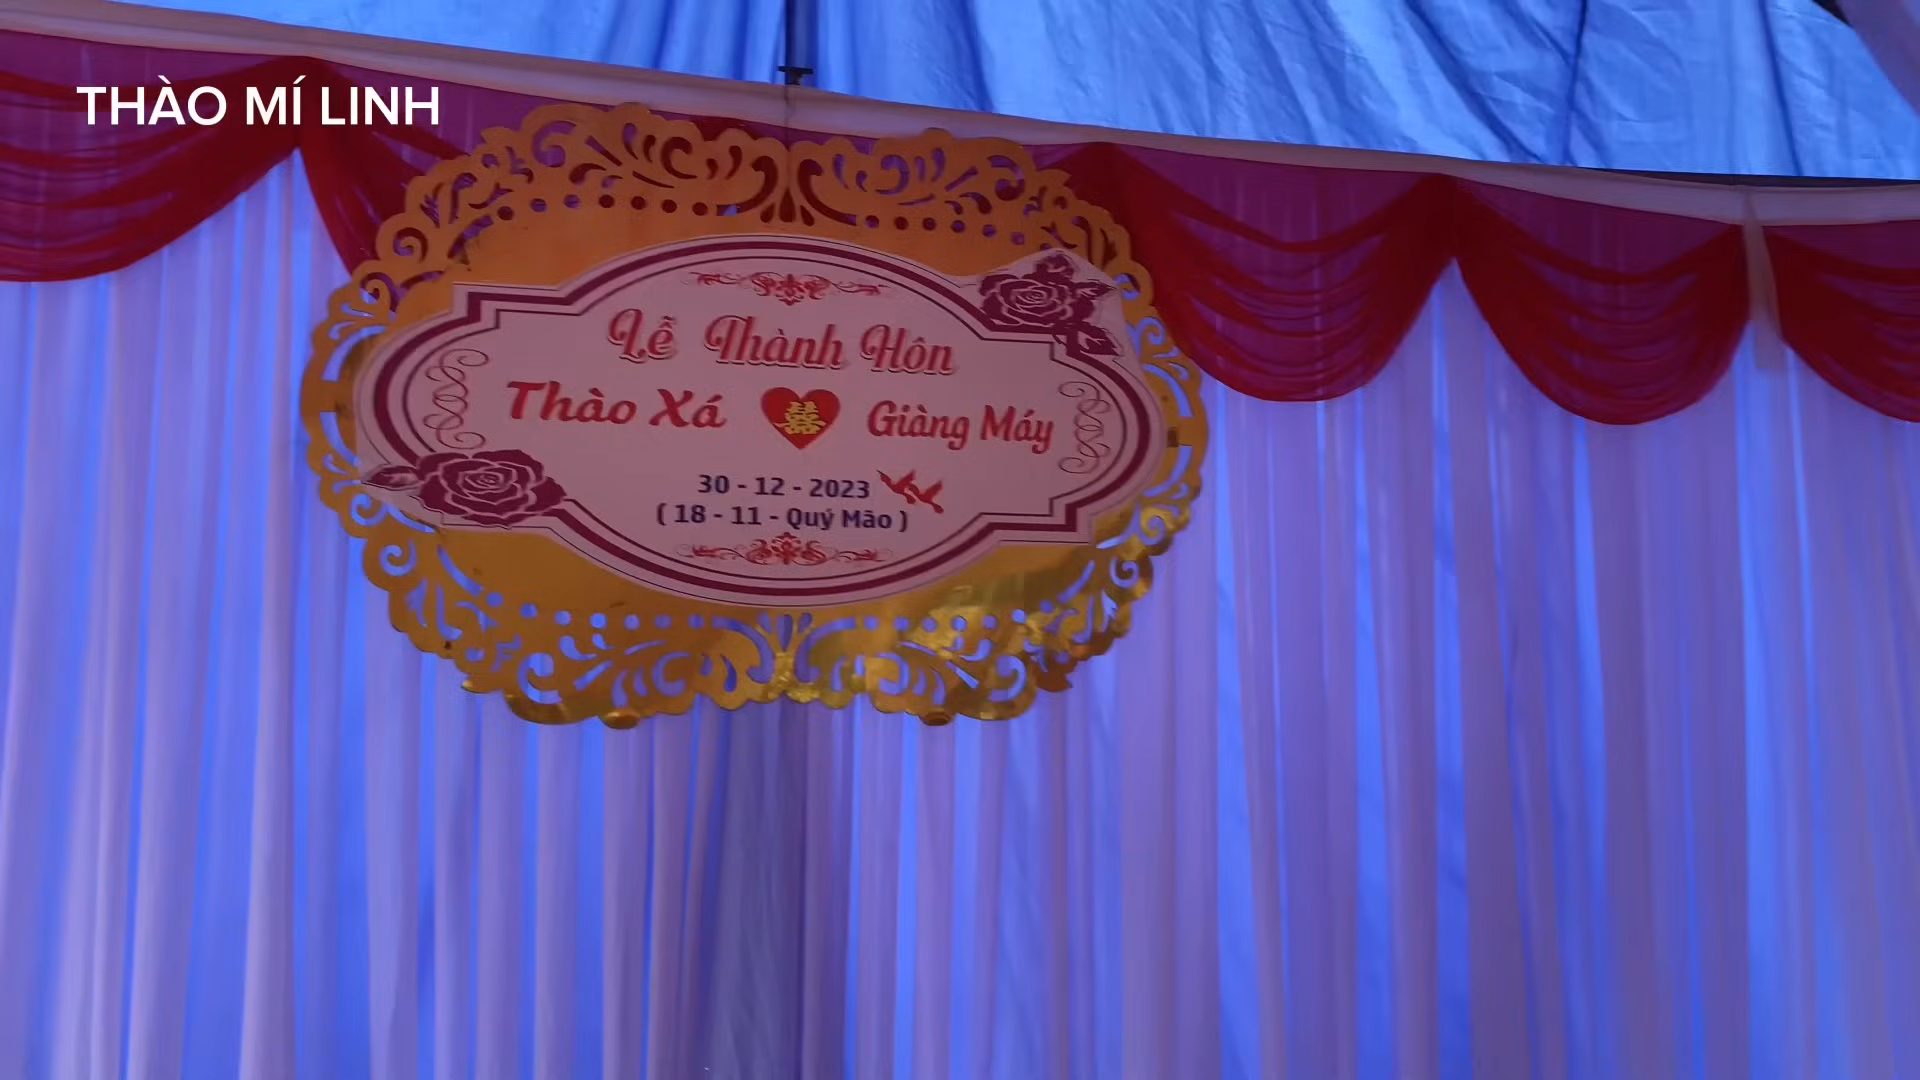 THÀO MÍ LINH
Lễ Thành Hôn
Thào Xá 囍 Giàng Máy
30 - 12 - 2023
( 18 - 11 - Quý Mão )